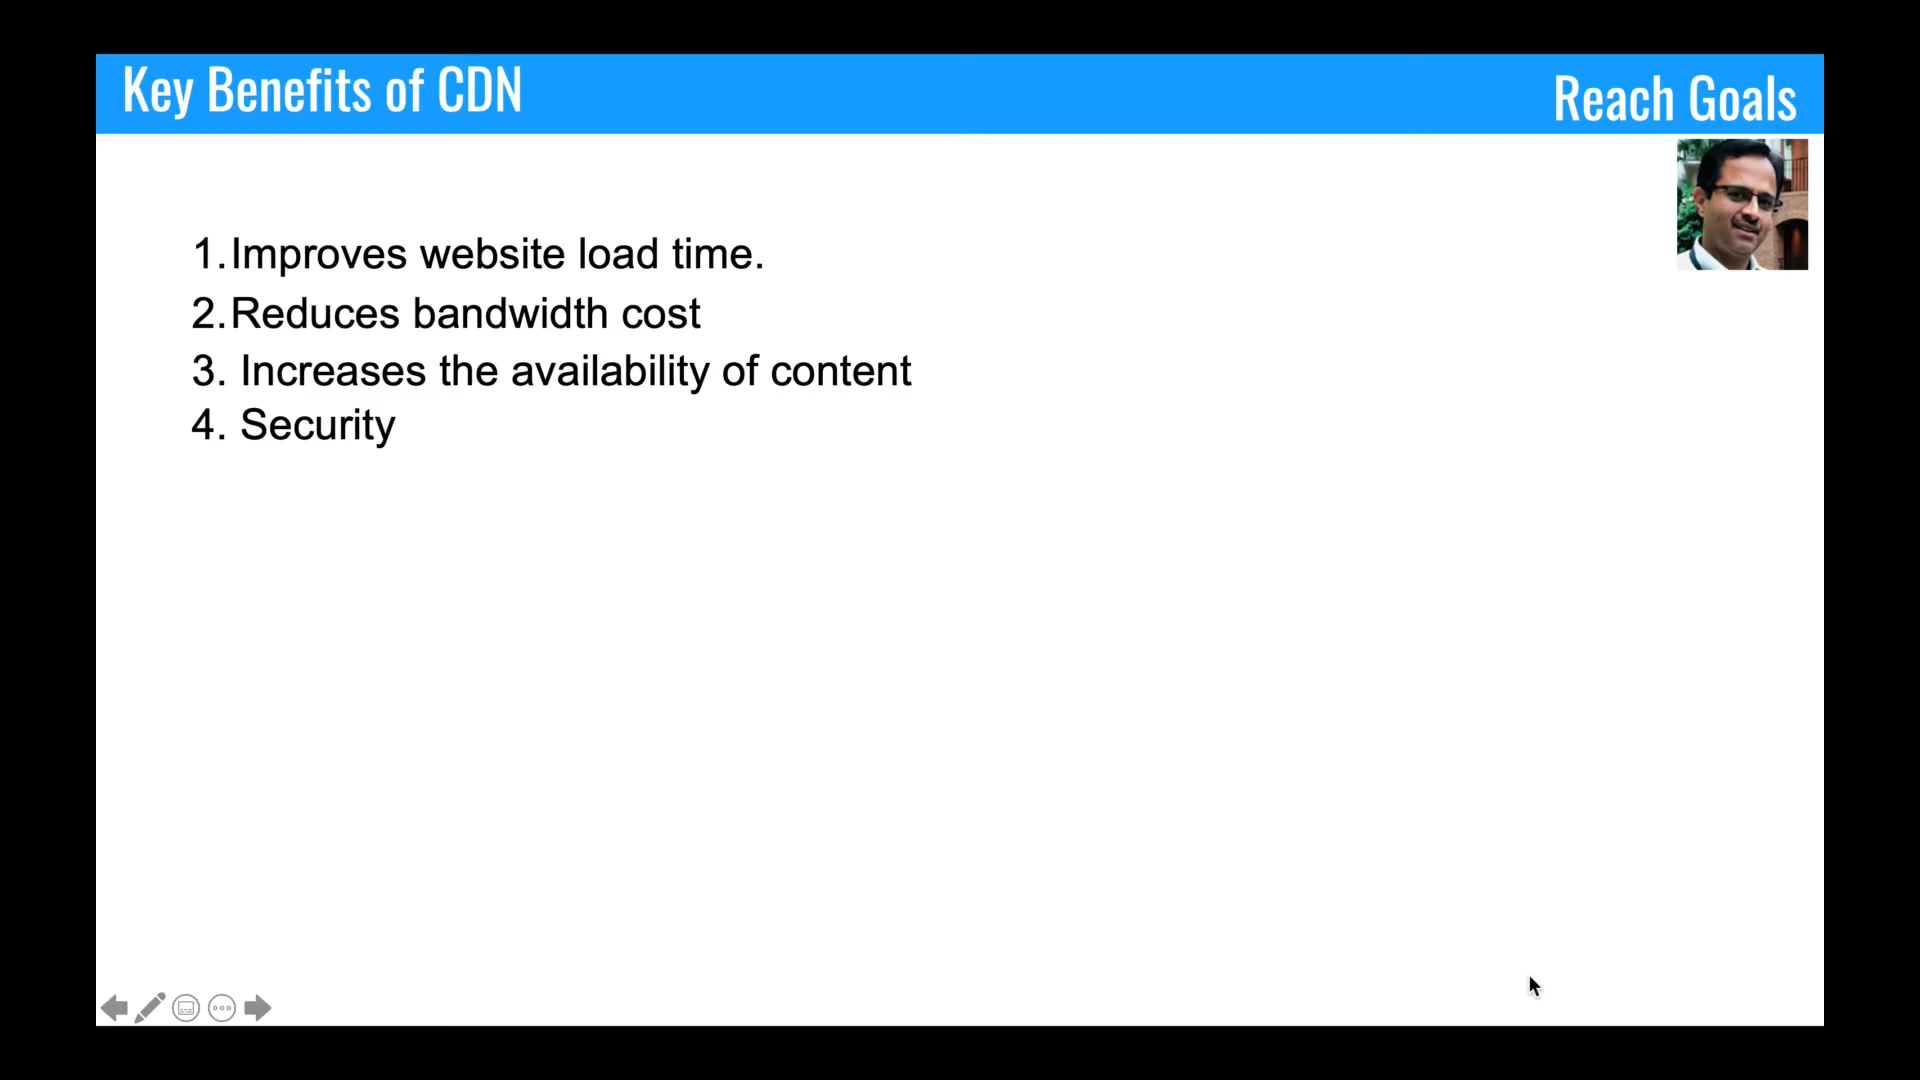 Key Benefits of CDN
Reach Goals
1. Improves website load time.
2. Reduces bandwidth cost
3. Increases the availability of content
4. Security